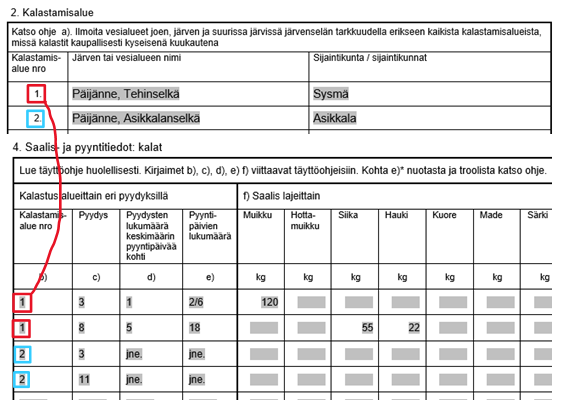 2. Kalastamisalue
Katso ohje a). Ilmoita vesialueet joen, järven ja suurissa järvissä järvenselän tarkkuudella erikseen kaikista kalastamisalueista,
missä kalastit kaupallisesti kyseisenä kuukautena
Kalastamis- Järven tai vesialueen nimi Sijaintikunta / sijaintikunnat
alue nro
1. Päijänne, Tehinselkä Sysmä
2. Päijänne, Asikkalanselkä Asikkala
4. Saalis- ja pyyntitiedot: kalat
Lue täyttöohje huolellisesti. Kirjaimet b), c), d), e) f) viittaavat täyttöohjeisiin. Kohta e)* nuotasta ja troolista katso ohje.
Kalastus alueittain eri pyydyksillä f) Saalis lajeittain
Kalastamis- Pyydys Pyydysten Pyynti- Muikku Hotta- Siika Hauki Kuore Made Särki
alue nro lukumäärä päivien muikku
keskimäärin lukumäärä
pyyntipäivää
kohti
b) c) d) e) kg kg kg kg kg kg kg
1 3 1 2/6 120
1 8 5 18 55 22
2 3 jne. jne.
2 11 jne. jne.